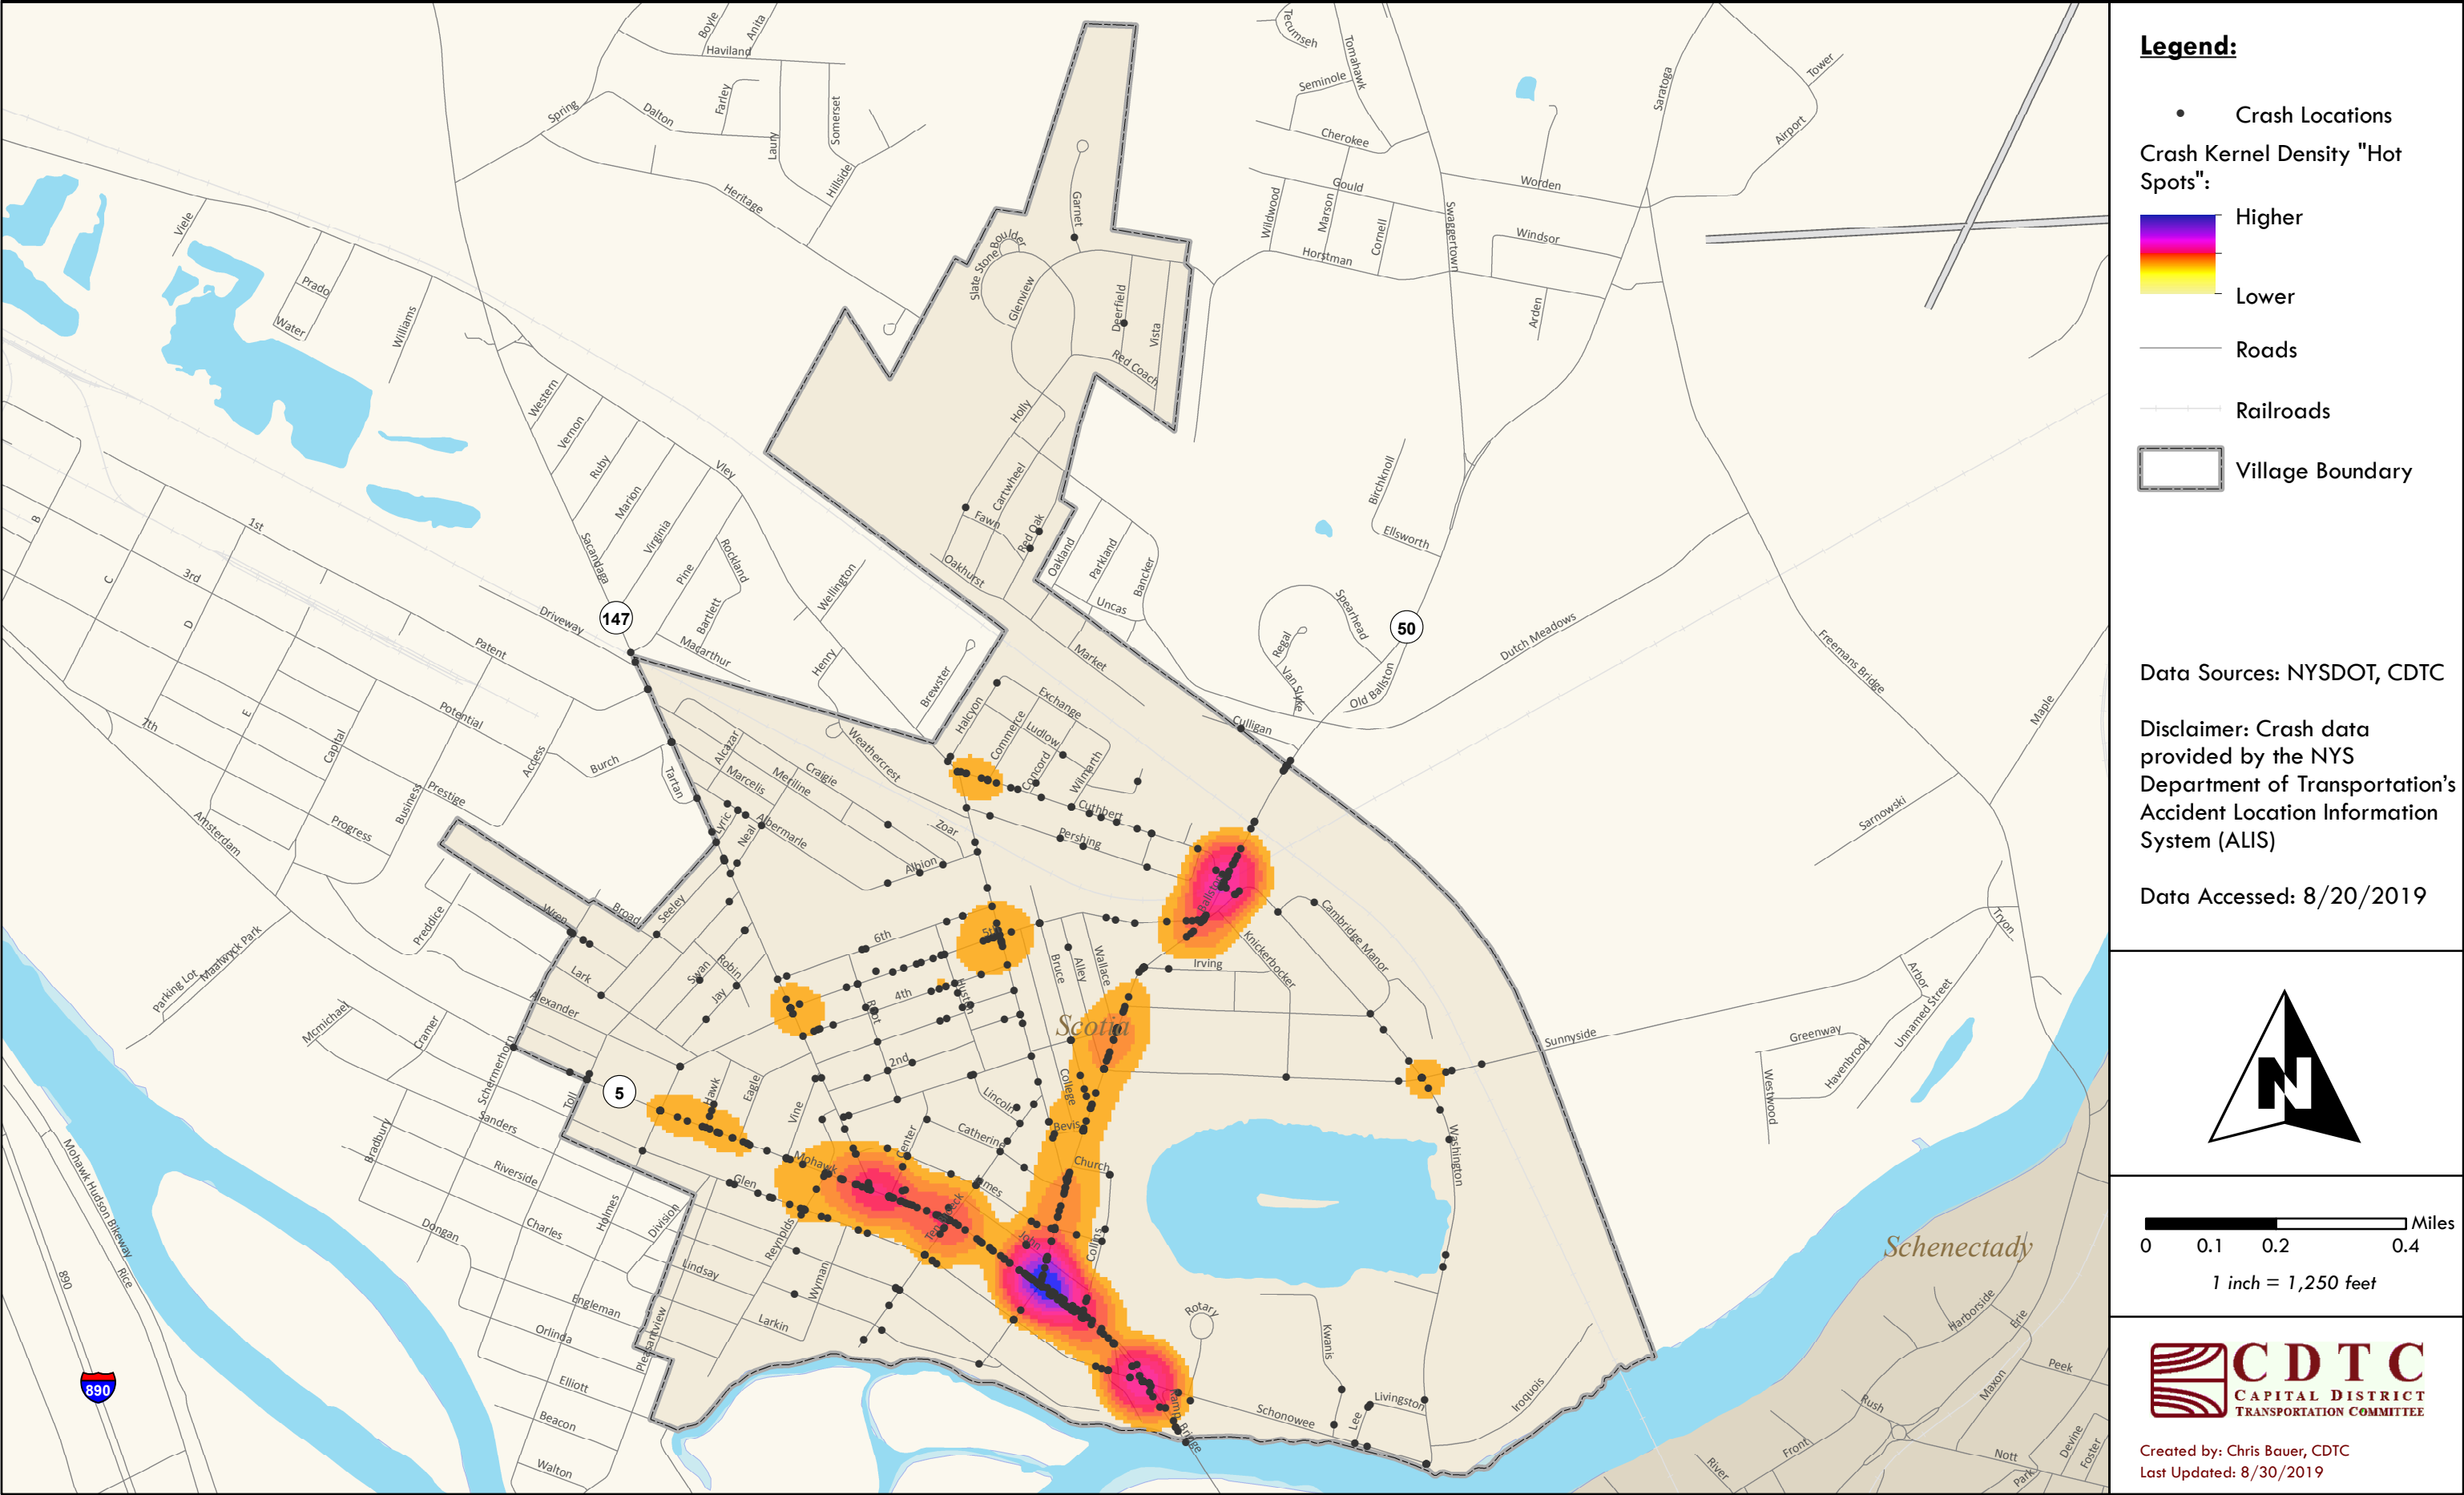 Boyle
Anita
Haviland
Tecumseh
Tomahawk
Seminole
Saratoga
Tower
Spring
Dalton
Farley
Laury
Somerset
Cherokee
Airport
Hillside
Heritage
Gould
Worden
Wildwood
Marson
Cornell
Swaggertown
Viele
Garnet
Slate Stone
Boulder
Windsor
Horstman
Prado
Water
Williams
Glenview
Deerfield
Vista
Arden
Red Coach
Western
Vernon
Holly
Ruby
Vley
Marion
Cartwheel
Birchknoll
Virginia
Fawn
Red Oak
B
1st
Sacandaga
Rockland
Oakland
Parkland
Bancker
Ellsworth
C
3rd
Pine
Wellington
Oakhurst
Uncas
Spearhead
147
50
D
Driveway
Bartlett
Dutch Meadows
Patent
Macarthur
Market
Regal
Freemans Bridge
Henry
Brewster
Van Slyke
Old Ballston
E
7th
Potential
Exchange
Halcyon
Maple
Capital
Access
Alcazar
Weathercrest
Commerce
Ludlow
Culligan
Burch
Tartan
Marcelis
Meriline
Craigie
Concord
Wilmarth
Prestige
Business
Cuthbert
Amsterdam
Progress
Lyric
Neal
Albermarle
Zoar
Pershing
Sarnowski
Albion
Ballston
Wren
Broad
Seeley
Predice
Cambridge Manor
Tryon
Parking Lot
Maalwyck Park
6th
5th
Knickerbocker
Lark
Swan
Robin
Jay
Bruce
Alley
Wallace
Irving
Arbor
Alexander
4th
Huston
Unnamed Street
Mcmichael
Cramer
Scotia
Greenway
Sunnyside
Havenbrook
Schermerhorn
2nd
College
Westwood
5
Toll
Hawk
Eagle
Vine
Lincoln
Bradbury
Sanders
Center
Catherine
Bevis
Washington
Mohawk Hudson Bikeway
Riverside
Mohawk
Church
Glen
James
Ten Broeck
Holmes
Division
Dongan
Charles
Reynolds
John
Collins
Schenectady
890
Rice
Lindsay
Wyman
Engleman
Larkin
Rotary
Harborside
Erie
Orlinda
Pleasantview
Kwanis
Peek
890
Elliott
Maxon
Iroquois
Livingston
Rush
Beacon
Schonowee
Lee
Ramp
Bridge
Front
Nott
Devine
Foster
Walton
River
Park
Legend:
Crash Locations
Crash Kernel Density "Hot
Spots":
Higher
Lower
Roads
Railroads
Village Boundary
Data Sources: NYSDOT, CDTC
Disclaimer: Crash data
provided by the NYS
Department of Transportation's
Accident Location Information
System (ALIS)
Data Accessed: 8/20/2019
N
Miles
0 0.1 0.2 0.4
1 inch = 1,250 feet
CDTC
CAPITAL DISTRICT
TRANSPORTATION COMMITTEE
Created by: Chris Bauer, CDTC
Last Updated: 8/30/2019